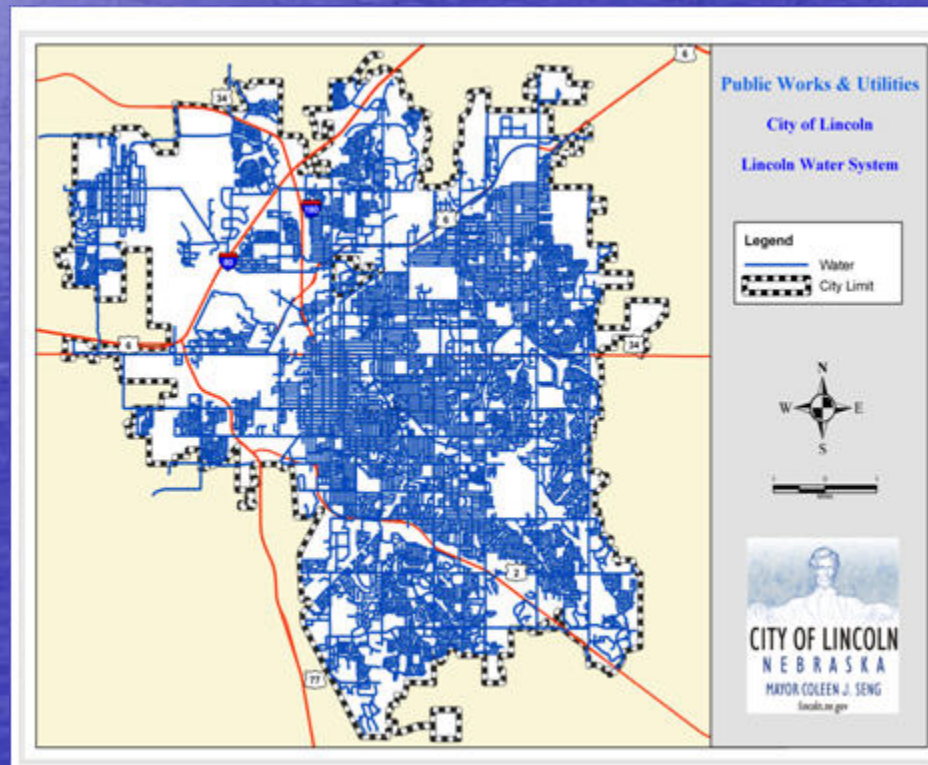 Public Works & Utilities
City of Lincoln
Lincoln Water System
Legend
Water
City Limit
N
W E
S
Miles
CITY OF LINCOLN
NEBRASKA
MAYOR COLEEN J. SENG
lincoln.ne.gov
6
34
180
6
80
6
34
2
77